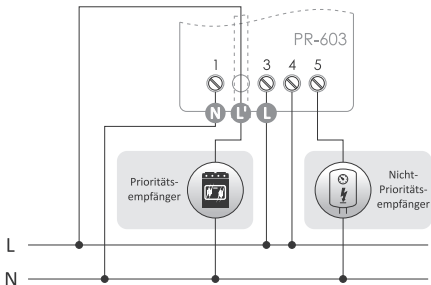 PR-603
1 3 4 5
N L' L
Prioritäts-
empfänger
Nicht-
Prioritäts-
empfänger
L
N